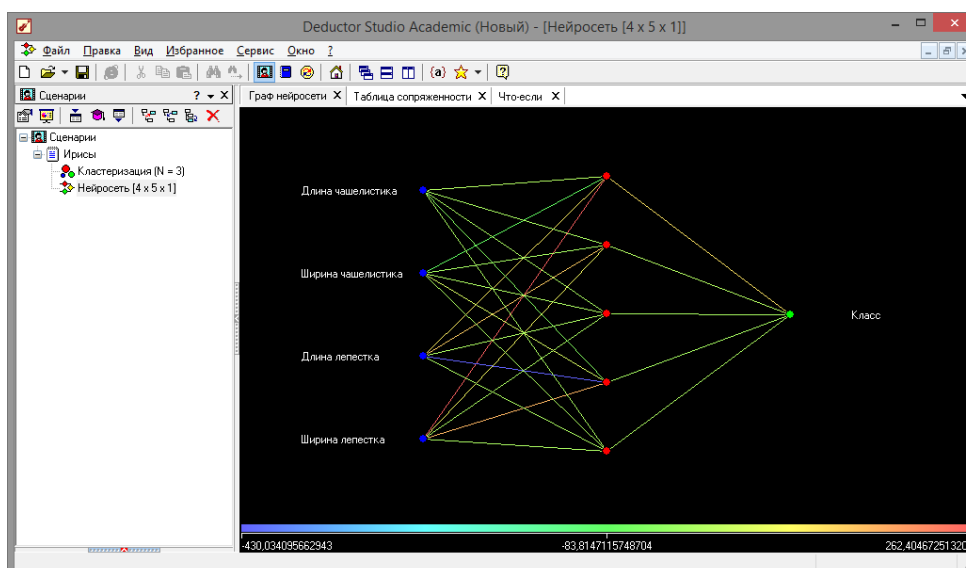 Deductor Studio Academic (Новый) - [Нейросеть [4 x 5 x 1]]
Файл Правка Вид Избранное Сервис Окно ?
{a}
Сценарии ?
Граф нейросети X Таблица сопряженности X Что-если X
Сценарии
Ирисы
Кластеризация (N = 3)
Нейросеть [4 x 5 x 1]
Длина чашелистика
Ширина чашелистика
Длина лепестка
Ширина лепестка
Класс
-430,034095662943 -83,8147115748704 262,40467251320